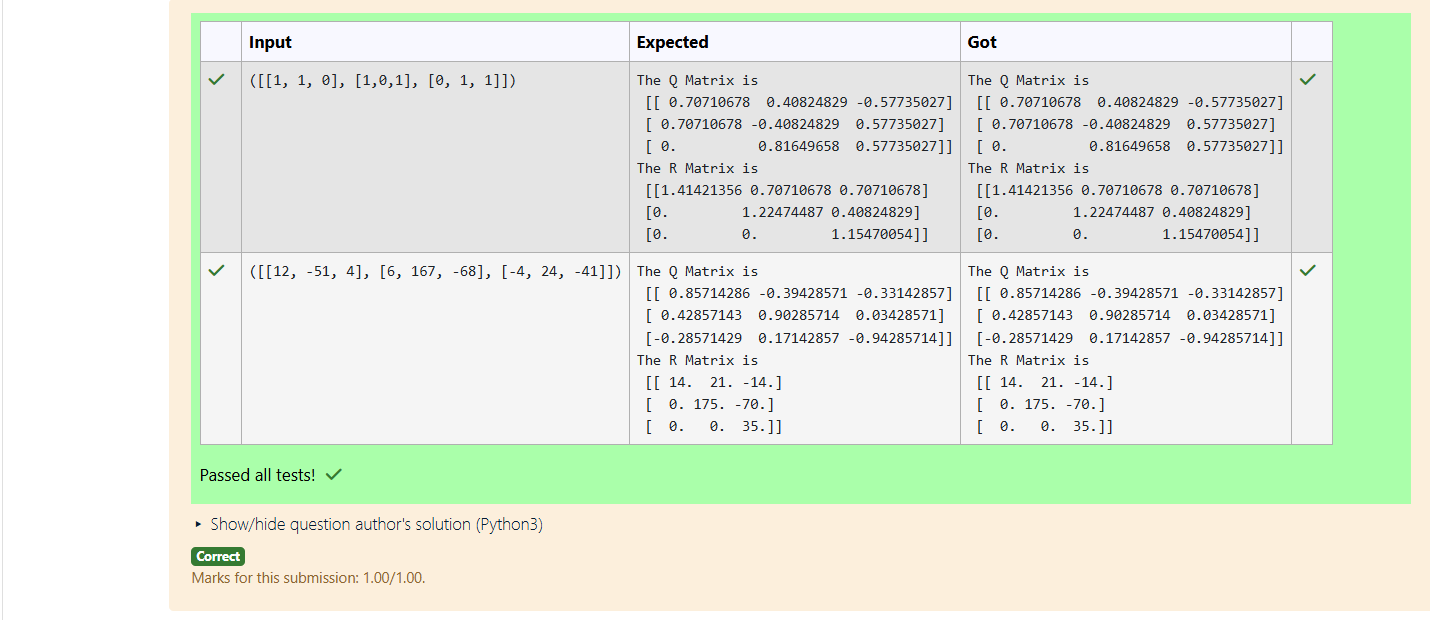 Input Expected Got
([[1, 1, 0], [1,0,1], [0, 1, 1]]) The Q Matrix is The Q Matrix is
[[ 0.70710678  0.40824829 -0.57735027] [[ 0.70710678  0.40824829 -0.57735027]
[ 0.70710678 -0.40824829  0.57735027] [ 0.70710678 -0.40824829  0.57735027]
[ 0.          0.81649658  0.57735027]] [ 0.          0.81649658  0.57735027]]
The R Matrix is The R Matrix is
[[1.41421356 0.70710678 0.70710678] [[1.41421356 0.70710678 0.70710678]
[0.         1.22474487 0.40824829] [0.         1.22474487 0.40824829]
[0.         0.         1.15470054]] [0.         0.         1.15470054]]
([[12, -51, 4], [6, 167, -68], [-4, 24, -41]]) The Q Matrix is The Q Matrix is
[[ 0.85714286 -0.39428571 -0.33142857] [[ 0.85714286 -0.39428571 -0.33142857]
[ 0.42857143  0.90285714  0.03428571] [ 0.42857143  0.90285714  0.03428571]
[-0.28571429  0.17142857 -0.94285714]] [-0.28571429  0.17142857 -0.94285714]]
The R Matrix is The R Matrix is
[[ 14.  21. -14.] [[ 14.  21. -14.]
[  0. 175. -70.] [  0. 175. -70.]
[  0.   0.  35.]] [  0.   0.  35.]]
Passed all tests!
Show/hide question author's solution (Python3)
Correct
Marks for this submission: 1.00/1.00.